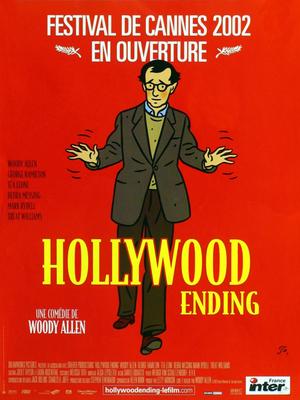 FESTIVAL DE CANNES 2002
EN OUVERTURE
WOODY ALLEN
GEORGE HAMILTON
TÉA LEONI
DEBRA MESSING
MARK RYDELL
TREAT WILLIAMS
HOLLYWOOD
ENDING
UNE COMÉDIE DE
WOODY ALLEN
hollywoodending-lefilm.com
France
inter